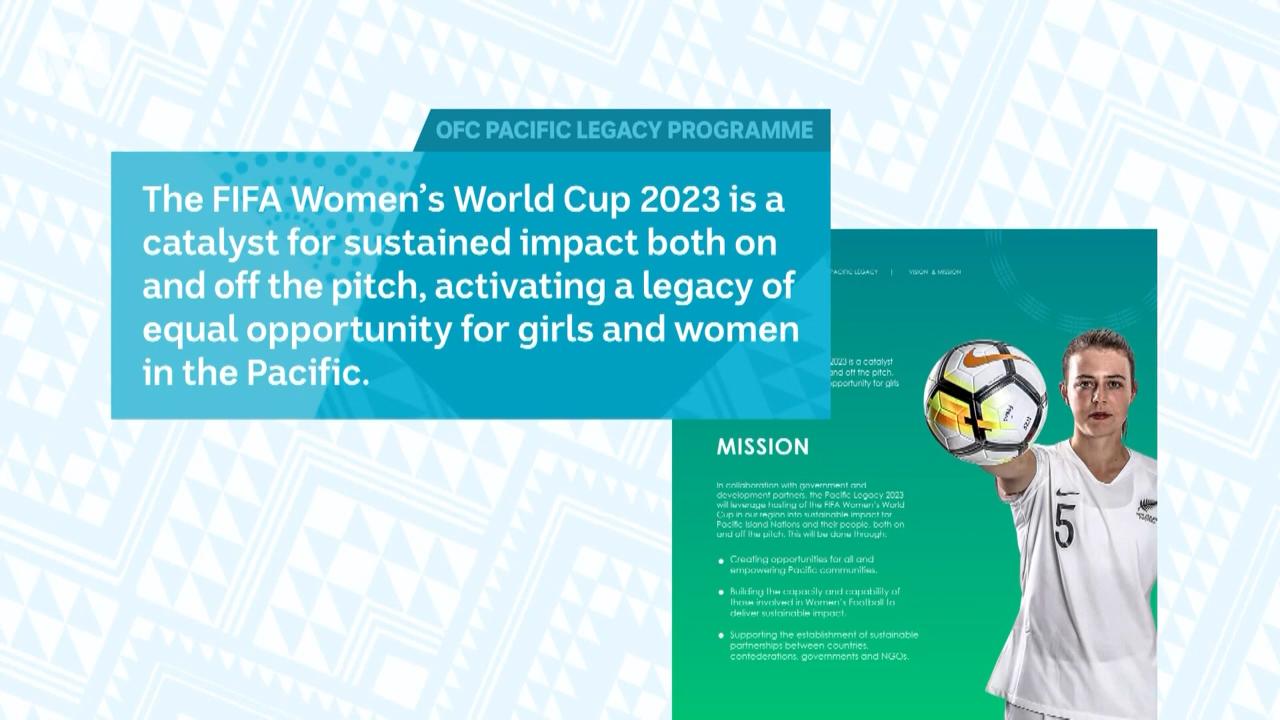 OFC PACIFIC LEGACY PROGRAMME
The FIFA Women's World Cup 2023 is a
catalyst for sustained impact both on
and off the pitch, activating a legacy of
equal opportunity for girls and women
in the Pacific.
PACIFIC LEGACY | VISION & MISSION
2023 is a catalyst
and off the pitch,
opportunity for girls
MISSION
In collaboration with government and
development partners, the Pacific Legacy 2023
will leverage hosting of the FIFA Women's World
Cup in our region into sustainable impact for
Pacific Island Nations and their people, both on
and off the pitch. This will be done through:
Creating opportunities for all and
empowering Pacific communities.
Building the capacity and capability of
those involved in Women's Football to
deliver sustainable impact.
Supporting the establishment of sustainable
partnerships between countries,
confederations, governments and NGOs.
5